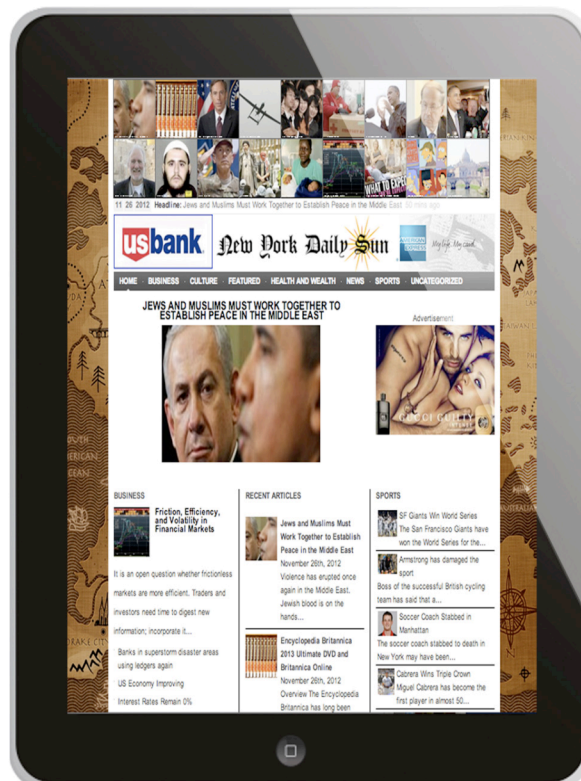 11 26 2012 Headline: Jews and Muslims Must Work Together to Establish Peace in the Middle East 50 mins ago
usbank New York Daily Sun AMERICAN EXPRESS My life. My card.
HOME BUSINESS CULTURE FEATURED HEALTH AND WEALTH NEWS SPORTS UNCATEGORIZED
JEWS AND MUSLIMS MUST WORK TOGETHER TO
ESTABLISH PEACE IN THE MIDDLE EAST
Advertisement
GUCCI GUILTY
INTENSE
BUSINESS
Friction, Efficiency,
and Volatility in
Financial Markets
It is an open question whether frictionless
markets are more efficient. Traders and
investors need time to digest new
information; incorporate it...
Banks in superstorm disaster areas
using ledgers again
US Economy Improving
Interest Rates Remain 0%
RECENT ARTICLES
Jews and Muslims Must
Work Together to Establish
Peace in the Middle East
November 26th, 2012
Violence has erupted once
again in the Middle East.
Jewish blood is on the
hands...
Encyclopedia Britannica
2013 Ultimate DVD and
Britannica Online
November 26th, 2012
Overview The Encyclopedia
Britannica has long been
SPORTS
SF Giants Win World Series
The San Francisco Giants have
won the World Series for the...
Armstrong has damaged the
sport
Boss of the successful British cycling
team has said that a...
Soccer Coach Stabbed in
Manhattan
The soccer coach stabbed to death in
New York may have been...
Cabrera Wins Triple Crown
Miguel Cabrera has become the
first player in almost 50...